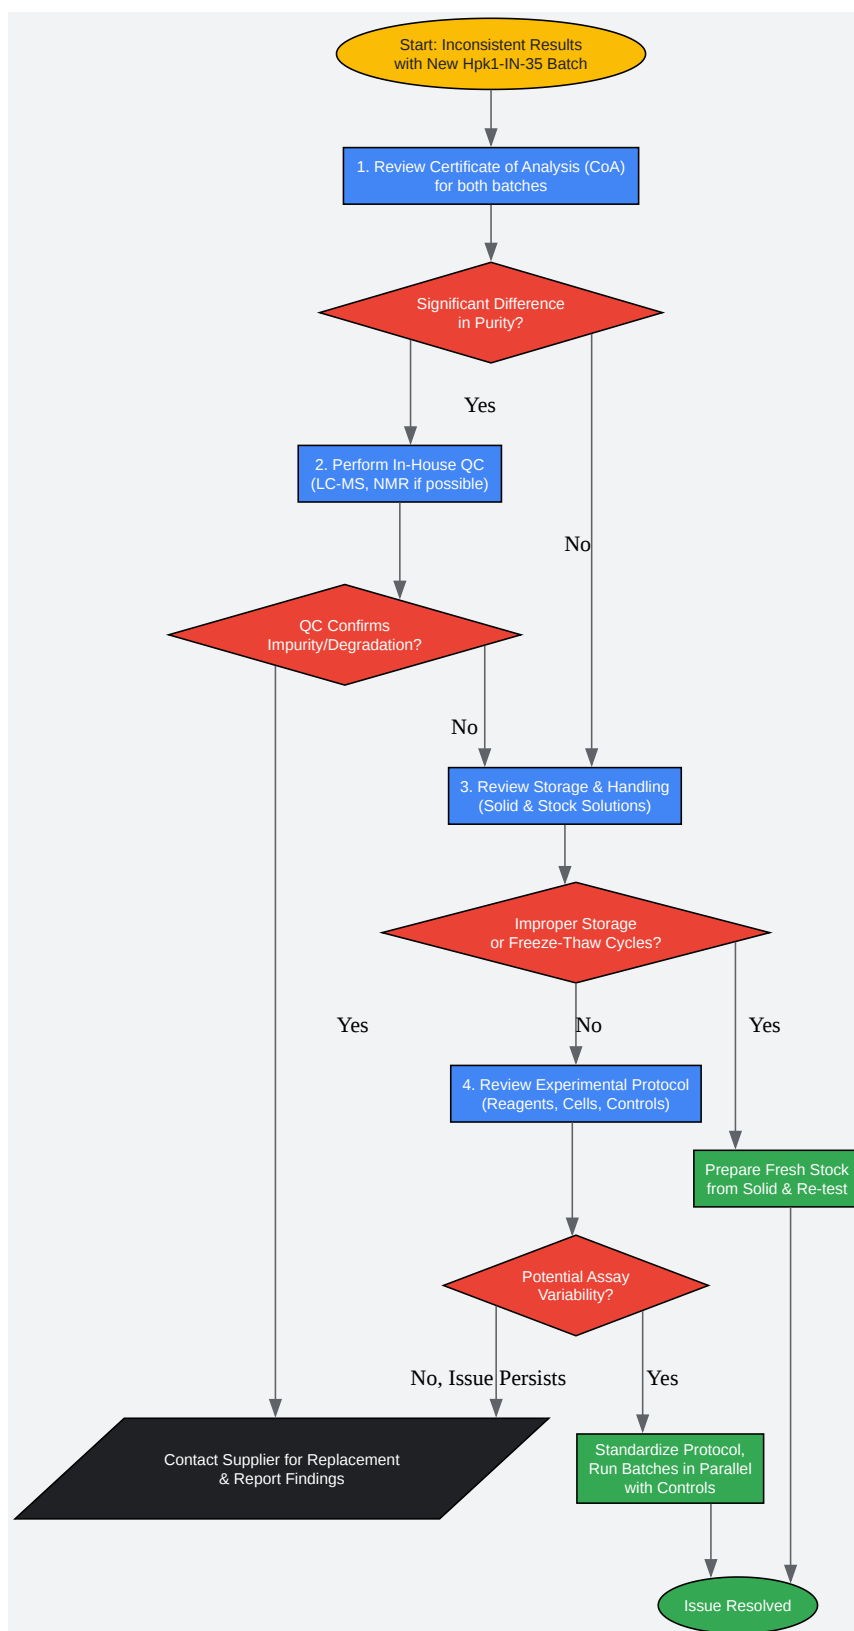 Start: Inconsistent Results
with New Hpk1-IN-35 Batch
1. Review Certificate of Analysis (CoA)
for both batches
Significant Difference
in Purity?
Yes
2. Perform In-House QC
(LC-MS, NMR if possible)
No
QC Confirms
Impurity/Degradation?
No
3. Review Storage & Handling
(Solid & Stock Solutions)
Improper Storage
or Freeze-Thaw Cycles?
Yes
No
Yes
4. Review Experimental Protocol
(Reagents, Cells, Controls)
Prepare Fresh Stock
from Solid & Re-test
Potential Assay
Variability?
No, Issue Persists
Yes
Contact Supplier for Replacement
& Report Findings
Standardize Protocol,
Run Batches in Parallel
with Controls
Issue Resolved